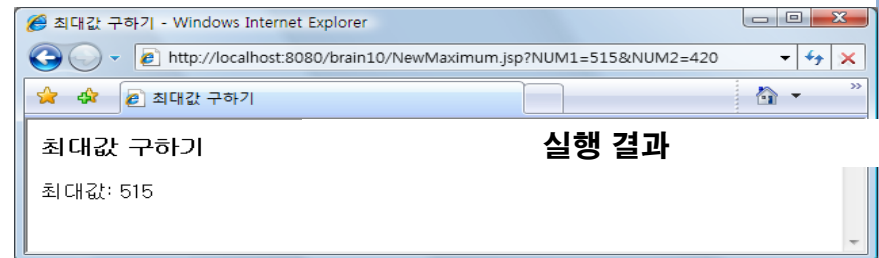 최대값 구하기 - Windows Internet Explorer
http://localhost:8080/brain10/NewMaximum.jsp?NUM1=515&NUM2=420
최대값 구하기
최대값 구하기
실행 결과
최대값: 515